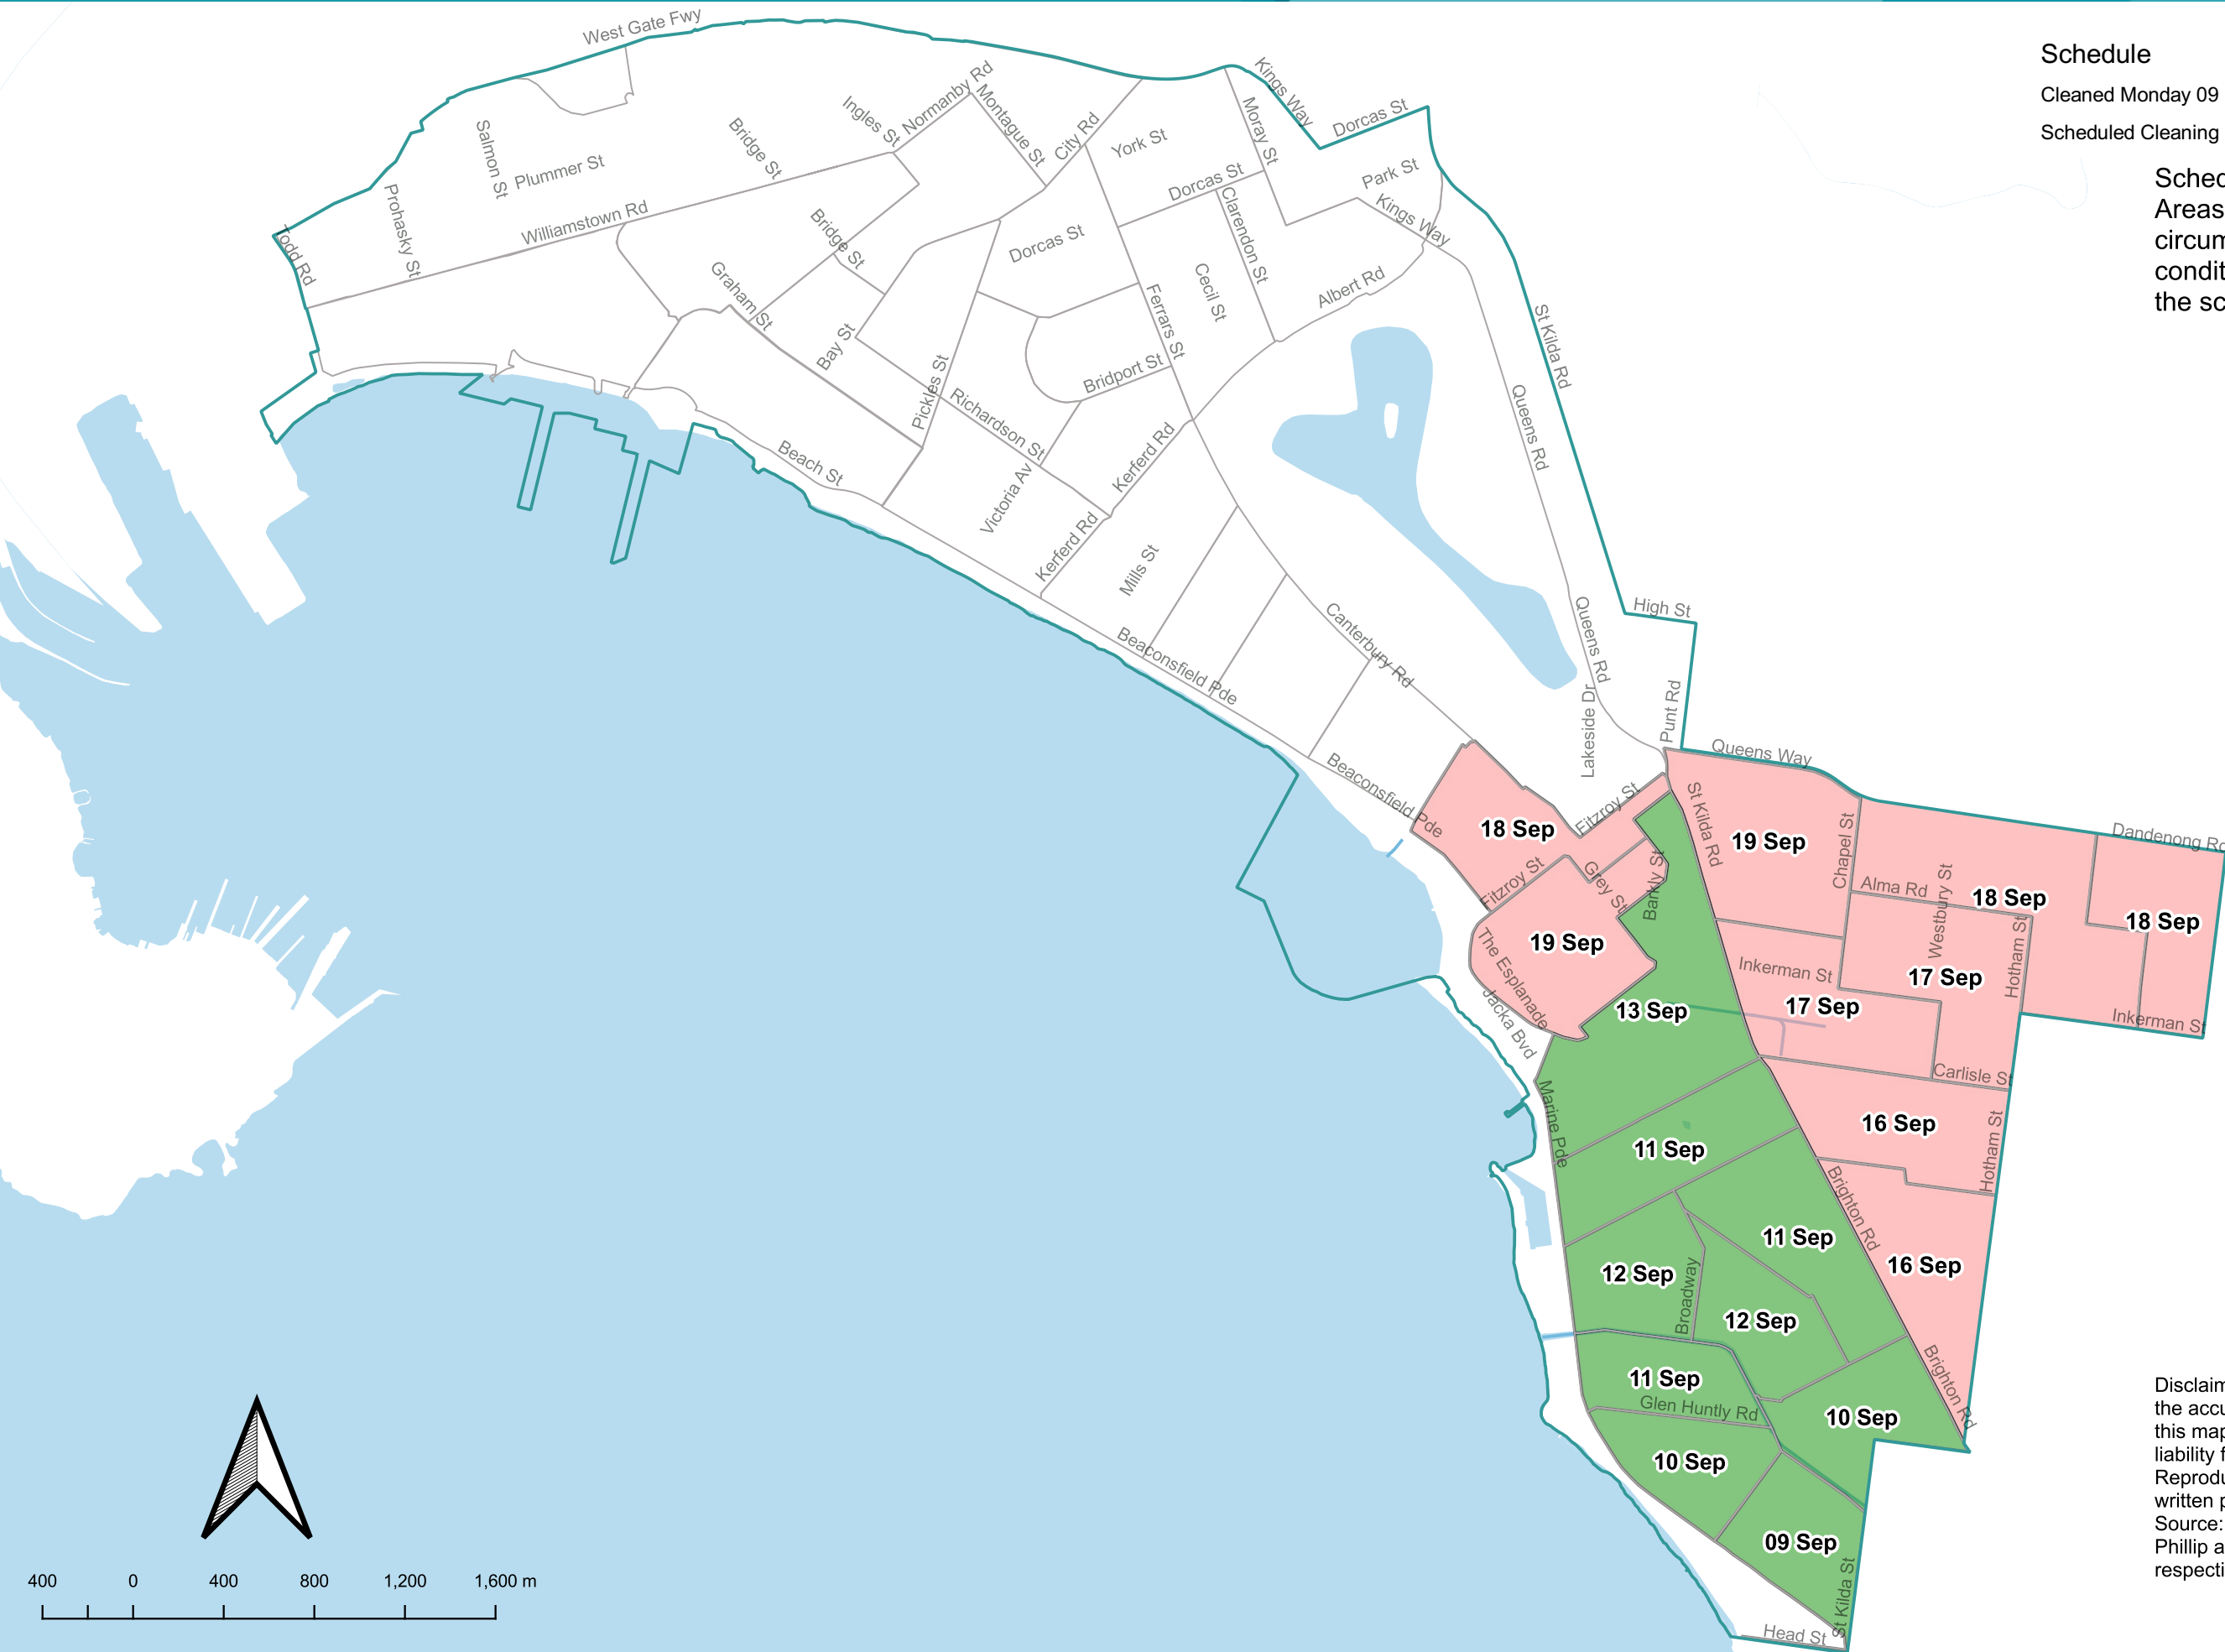 West Gate Fwy
Schedule
Cleaned Monday 09
Scheduled Cleaning
Sched
Areas
circum
condit
the sc
Kings Way
Dorcas St
Normanby Rd
Ingles St
Montague St
City Rd
York St
Moray St
Park St
Salmon St
Plummer St
Bridge St
Dorcas St
Kings Way
Prohasky St
Williamstown Rd
Bridge St
Clarendon St
Todd Rd
Dorcas St
Graham St
Ferrars St
Cecil St
Albert Rd
St Kilda Rd
Bay St
Pickles St
Bridport St
Queens Rd
Richardson St
Beach St
Victoria Av
Kerferd Rd
Kerferd Rd
Mills St
High St
Canterbury Rd
Queens Rd
Beaconsfield Pde
Lakeside Dr
Punt Rd
Queens Way
Beaconsfield Pde
18 Sep
Fitzroy St
St Kilda Rd
19 Sep
Chapel St
Dandenong Rd
Fitzroy St
Grey St
Barkly St
Alma Rd
Westbury St
18 Sep
18 Sep
19 Sep
The Esplanade
Inkerman St
17 Sep
Hotham St
Jacka Bvd
13 Sep
17 Sep
Inkerman St
Carlisle St
Marine Pde
11 Sep
16 Sep
Hotham St
Brighton Rd
11 Sep
16 Sep
12 Sep
Broadway
12 Sep
11 Sep
Glen Huntly Rd
Brighton Rd
10 Sep
10 Sep
09 Sep
St Kilda St
Head St
Disclaim
the accu
this map
liability f
Reprodu
written p
Source:
Phillip a
respecti
400 0 400 800 1,200 1,600 m